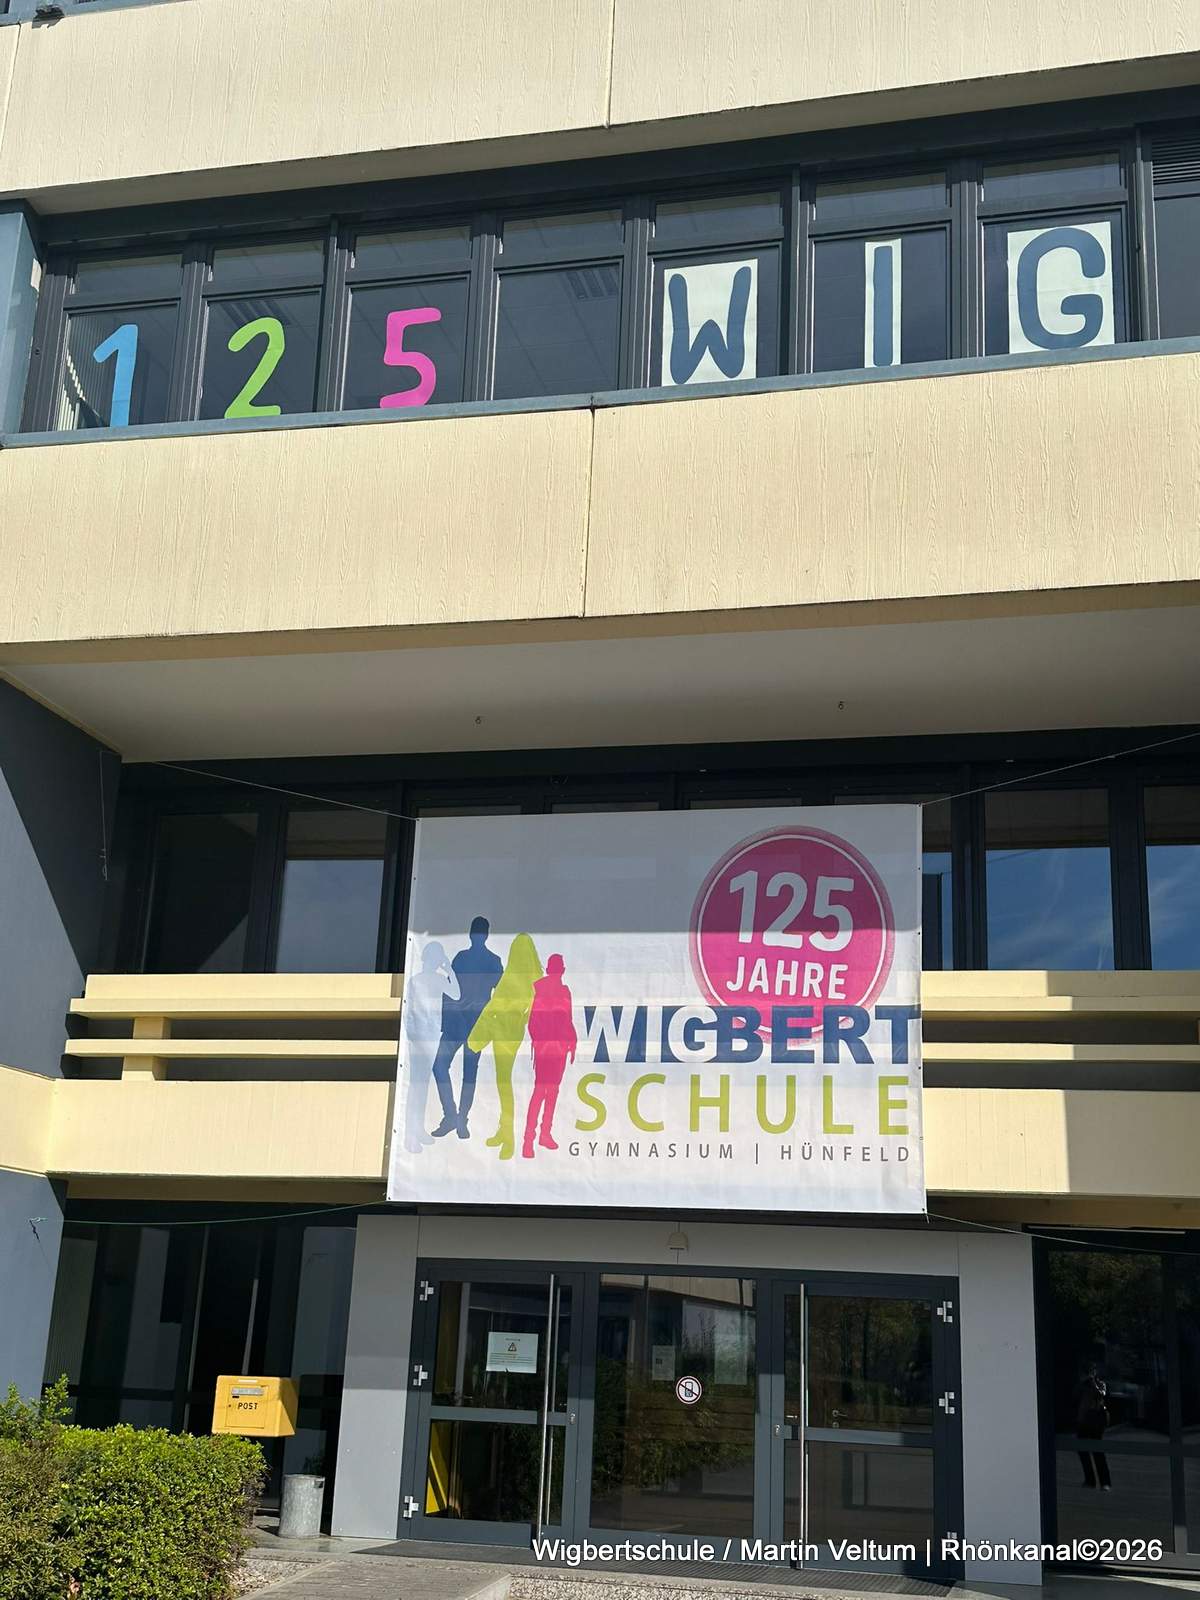 125 WIG
125
JAHRE
WIGBERT
SCHULE
GYMNASIUM | HÜNFELD
POST
Wigbertschule / Martin Veltum | Rhönkanal©2026